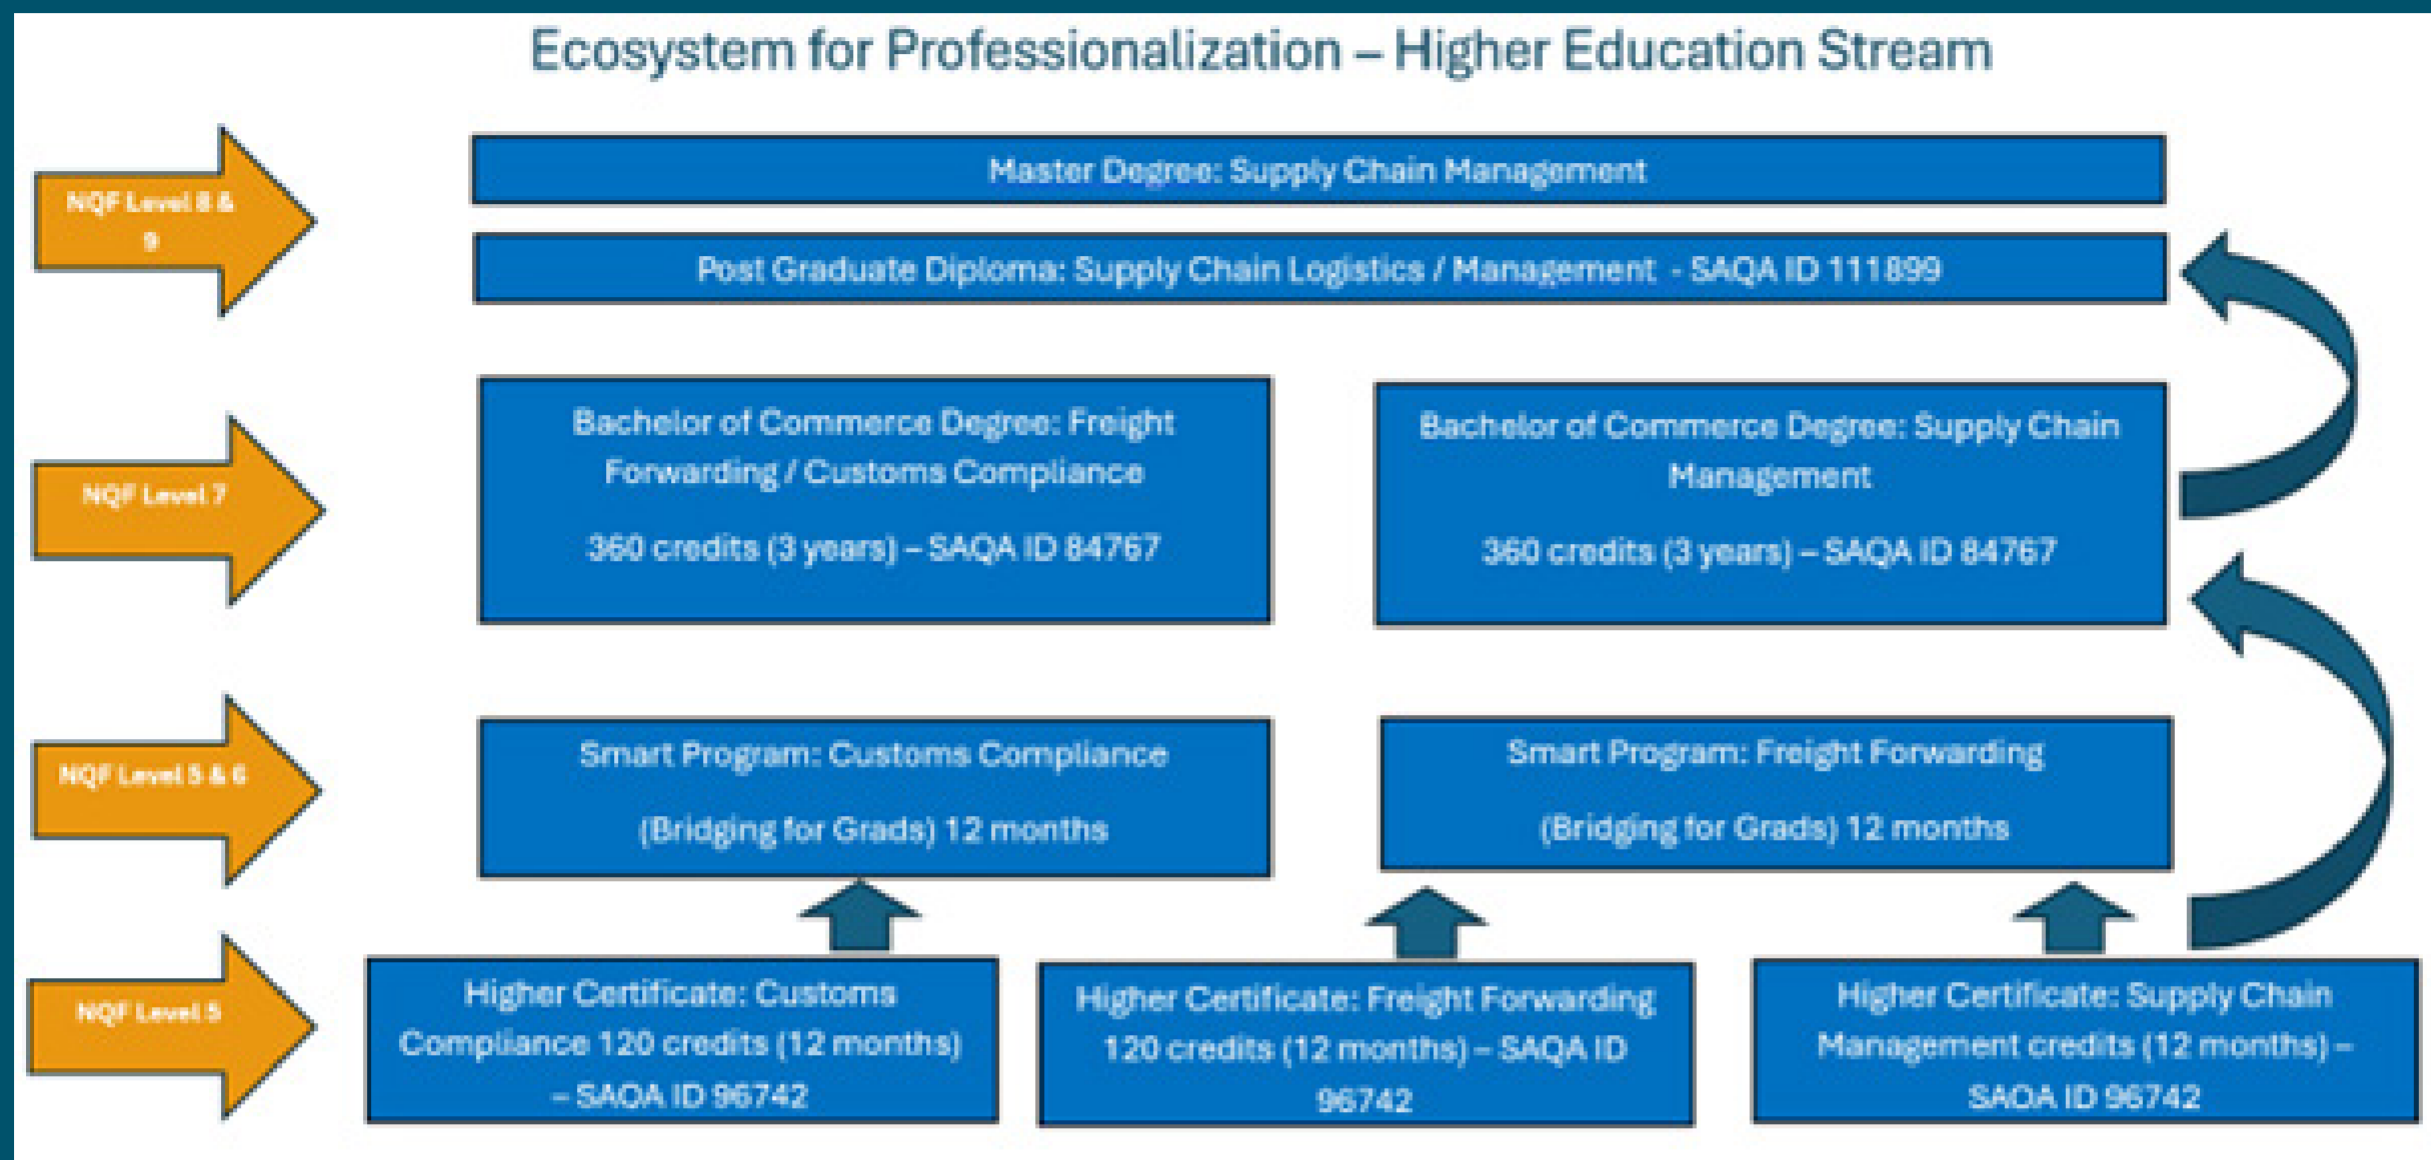 Ecosystem for Professionalization – Higher Education Stream
NQF Level 8 &
9
Master Degree: Supply Chain Management
Post Graduate Diploma: Supply Chain Logistics / Management - SAQA ID 111899
NQF Level 7
Bachelor of Commerce Degree: Freight
Forwarding / Customs Compliance
360 credits (3 years) – SAQA ID 84767
Bachelor of Commerce Degree: Supply Chain
Management
360 credits (3 years) – SAQA ID 84767
NQF Level 5 & 6
Smart Program: Customs Compliance
(Bridging for Grads) 12 months
Smart Program: Freight Forwarding
(Bridging for Grads) 12 months
NQF Level 5
Higher Certificate: Customs
Compliance 120 credits (12 months)
– SAQA ID 96742
Higher Certificate: Freight Forwarding
120 credits (12 months) – SAQA ID
96742
Higher Certificate: Supply Chain
Management credits (12 months) –
SAQA ID 96742